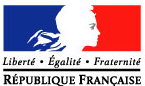 Liberté • Égalité • Fraternité
RÉPUBLIQUE FRANÇAISE